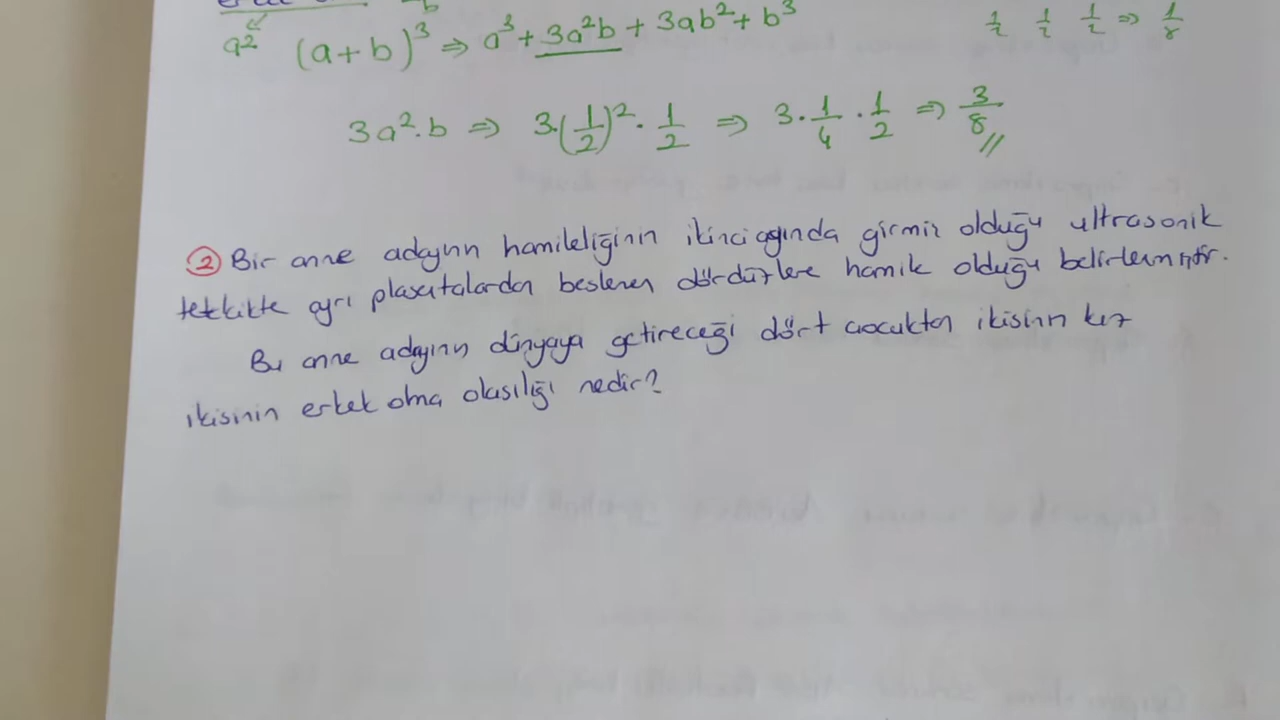 a² (a+b)³ ⇒ a³ + 3a²b + 3ab² + b³ 1/2 1/2 1/2 ⇒ 1/8
3a²·b ⇒ 3·(1/2)²·1/2 ⇒ 3·1/4·1/2 ⇒ 3/8 //
② Bir anne adayının hamileliğinin ikinci ayında girmiş olduğu ultrasonik
tetkikte ayrı plasentalardan beslenen dördüzlere hamile olduğu belirlenmiştir.
Bu anne adayının dünyaya getireceği dört çocuktan ikisinin kız
ikisinin erkek olma olasılığı nedir?